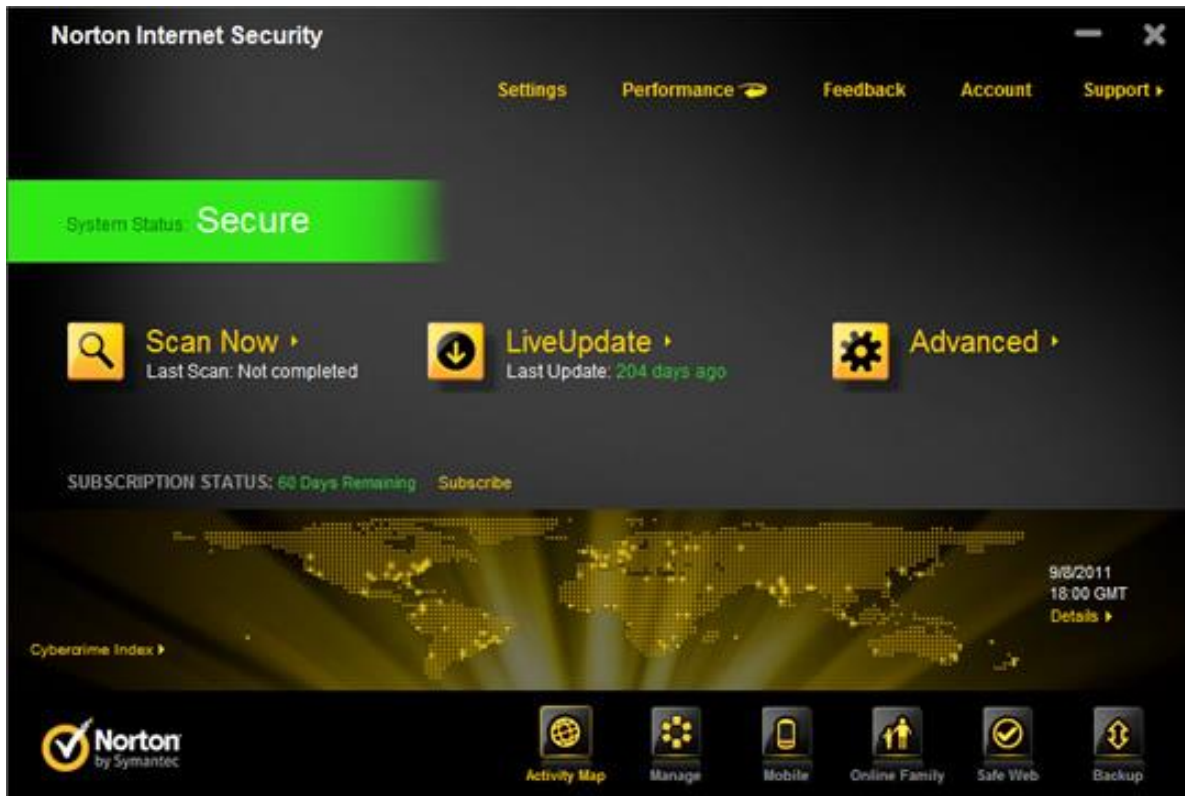 Norton Internet Security
Settings Performance Feedback Account Support
System Status: Secure
Scan Now
Last Scan: Not completed
LiveUpdate
Last Update: 204 days ago
Advanced
SUBSCRIPTION STATUS: 60 Days Remaining Subscribe
9/8/2011
18:00 GMT
Details
Cybercrime Index
Norton
by Symantec
Activity Map Manage Mobile Online Family Safe Web Backup